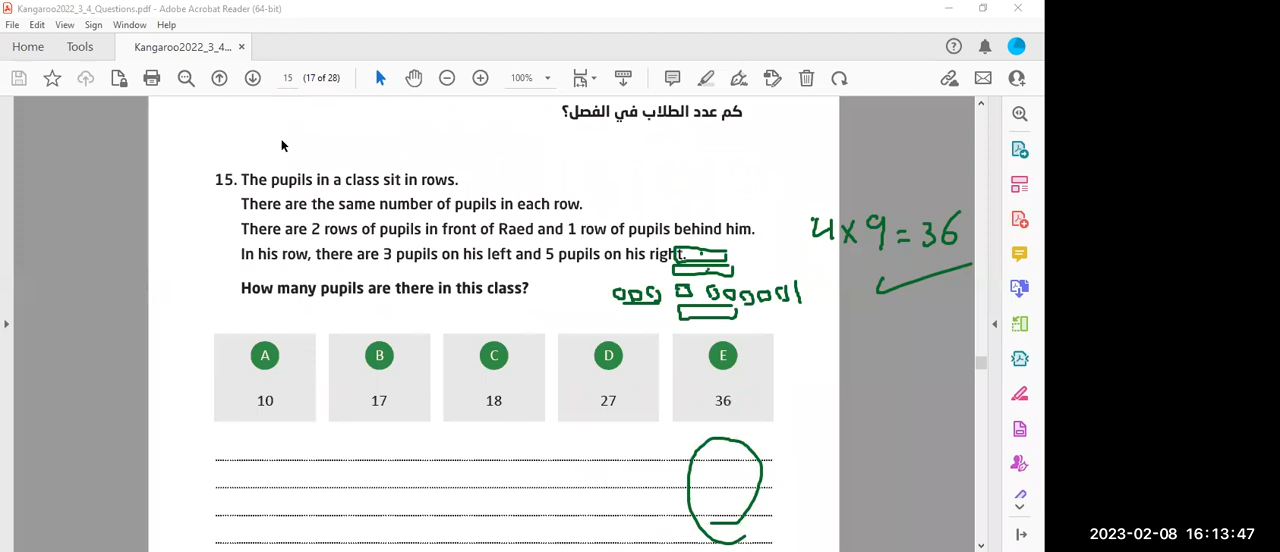 Kangaroo2022_3_4_Questions.pdf - Adobe Acrobat Reader (64-bit)
File Edit View Sign Window Help
Home Tools Kangaroo2022_3_4... ×
15 (17 of 28) 100%
كم عدد الطلاب في الفصل؟
15. The pupils in a class sit in rows.
There are the same number of pupils in each row.
There are 2 rows of pupils in front of Raed and 1 row of pupils behind him.
In his row, there are 3 pupils on his left and 5 pupils on his right.
4 × 9 = 36
How many pupils are there in this class?
A B C D E
10 17 18 27 36
2023-02-08 16:13:47